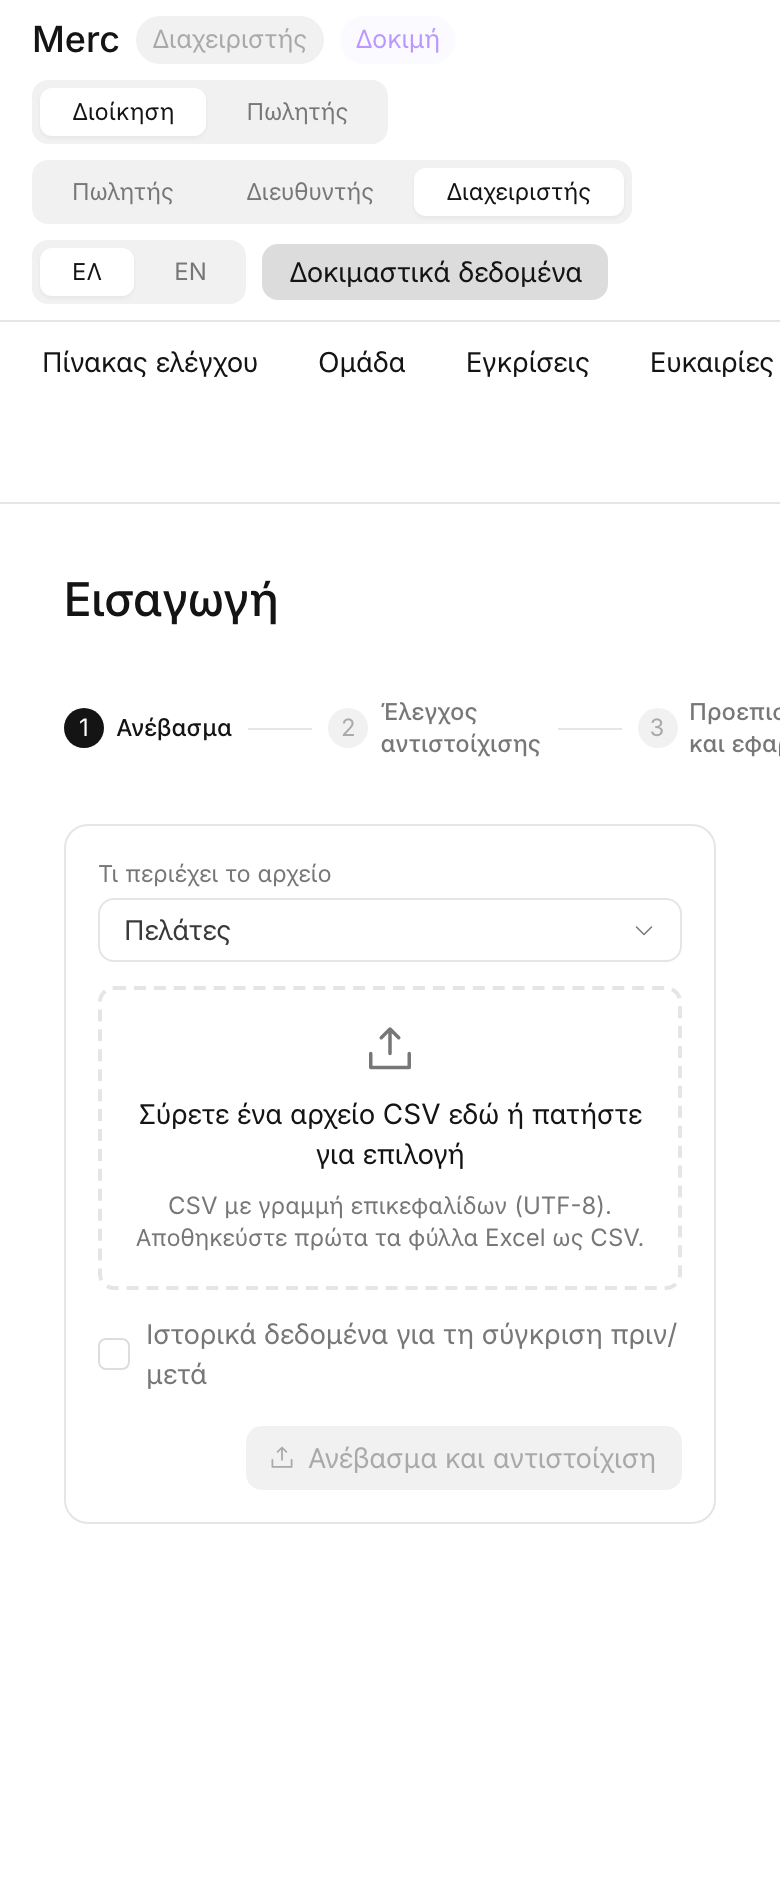 Merc Διαχειριστής Δοκιμή
Διοίκηση Πωλητής
Πωλητής Διευθυντής Διαχειριστής
ΕΛ EN Δοκιμαστικά δεδομένα
Πίνακας ελέγχου Ομάδα Εγκρίσεις Ευκαιρίες
Εισαγωγή
1 Ανέβασμα 2 Έλεγχος αντιστοίχισης 3
και
Τι περιέχει το αρχείο
Πελάτες
Σύρετε ένα αρχείο CSV εδώ ή πατήστε
για επιλογή
CSV με γραμμή επικεφαλίδων (UTF-8).
Αποθηκεύστε πρώτα τα φύλλα Excel ως CSV.
Ιστορικά δεδομένα για τη σύγκριση πριν/
μετά
Ανέβασμα και αντιστοίχιση